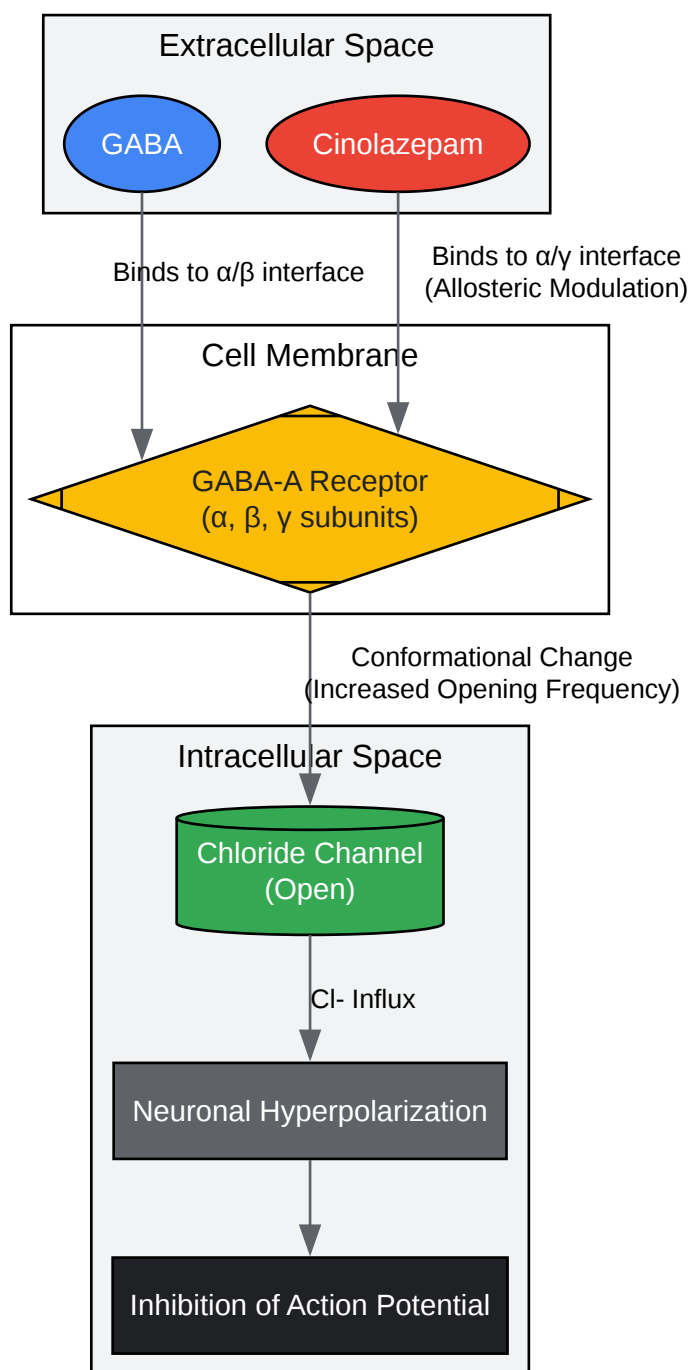 Extracellular Space
GABA
Cinolazepam
Binds to α/β interface
Binds to α/γ interface
(Allosteric Modulation)
Cell Membrane
GABA-A Receptor
(α, β, γ subunits)
Conformational Change
(Increased Opening Frequency)
Intracellular Space
Chloride Channel
(Open)
Cl- Influx
Neuronal Hyperpolarization
Inhibition of Action Potential